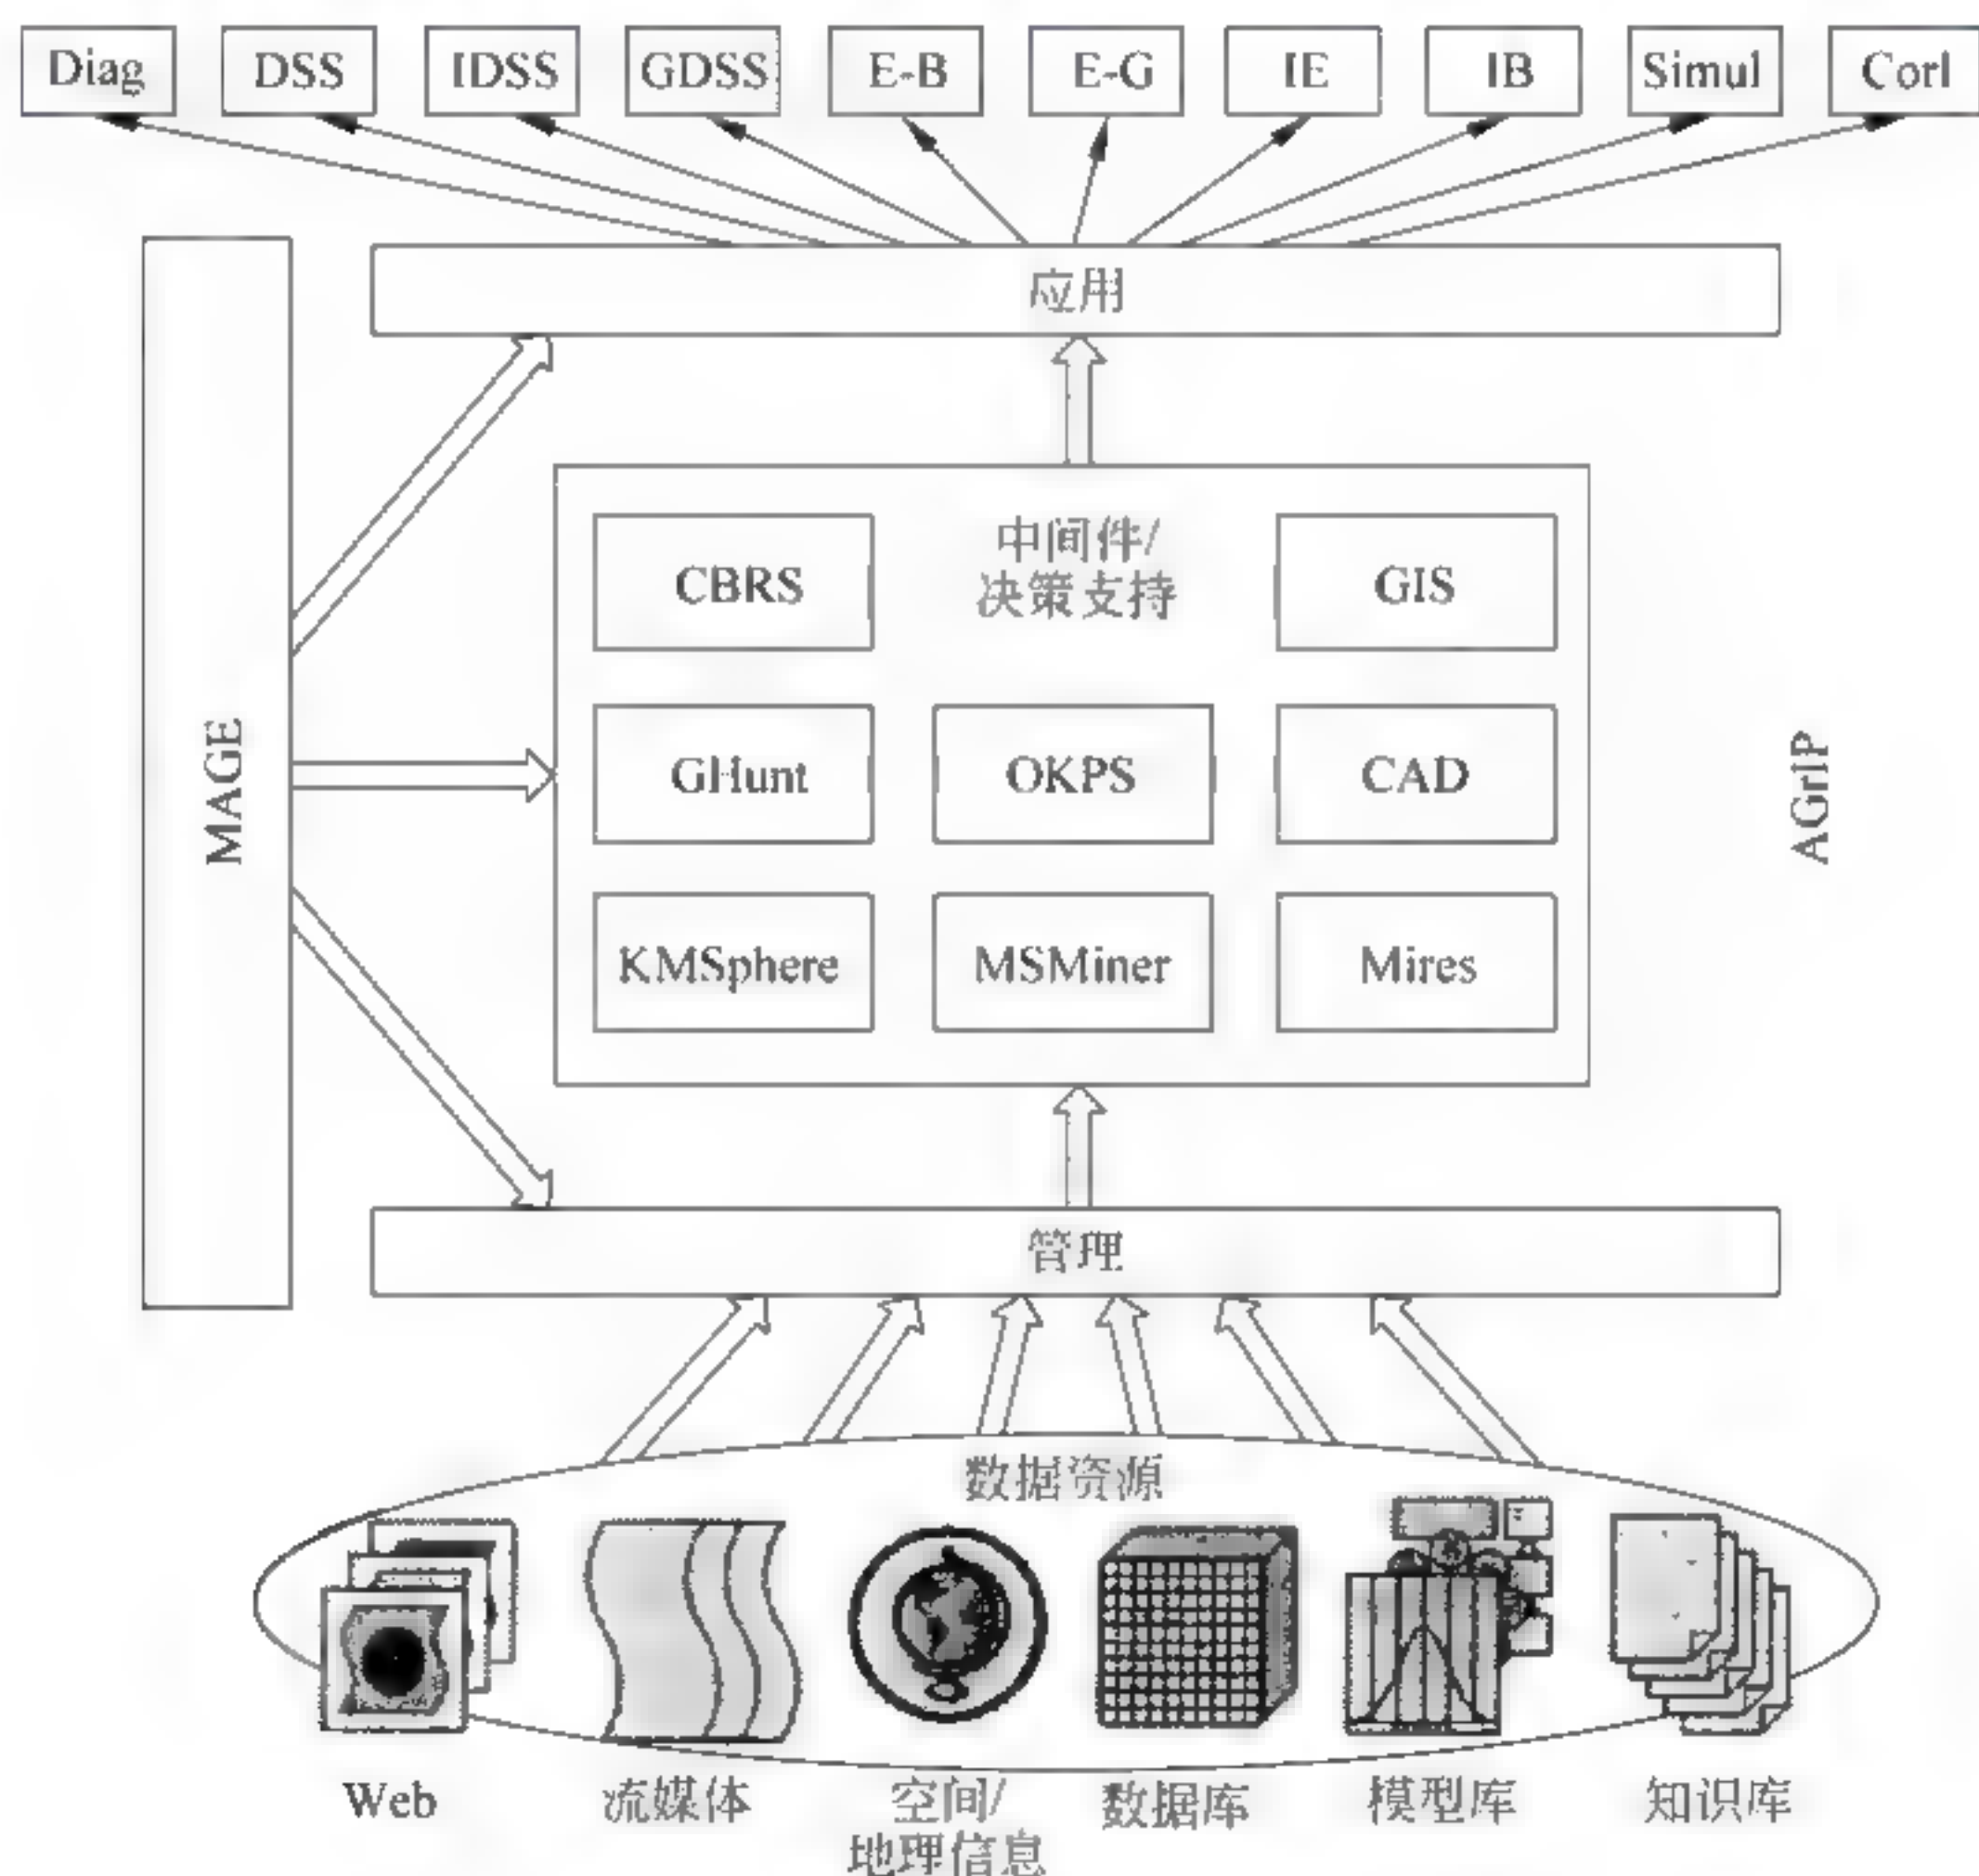 Diag
DSS
IDSS
GDSS
E-B
E-G
IE
IB
Simul
Corl
应用
中间件/
决策支持
CBRS
GIS
GHunt
OKPS
CAD
KMSphere
MSMiner
Mires
MAGE
AGrIP
管理
数据资源
Web
流媒体
空间/
地理信息
数据库
模型库
知识库